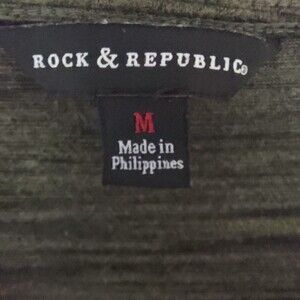 ROCK & REPUBLIC®
M
Made in
Philippines